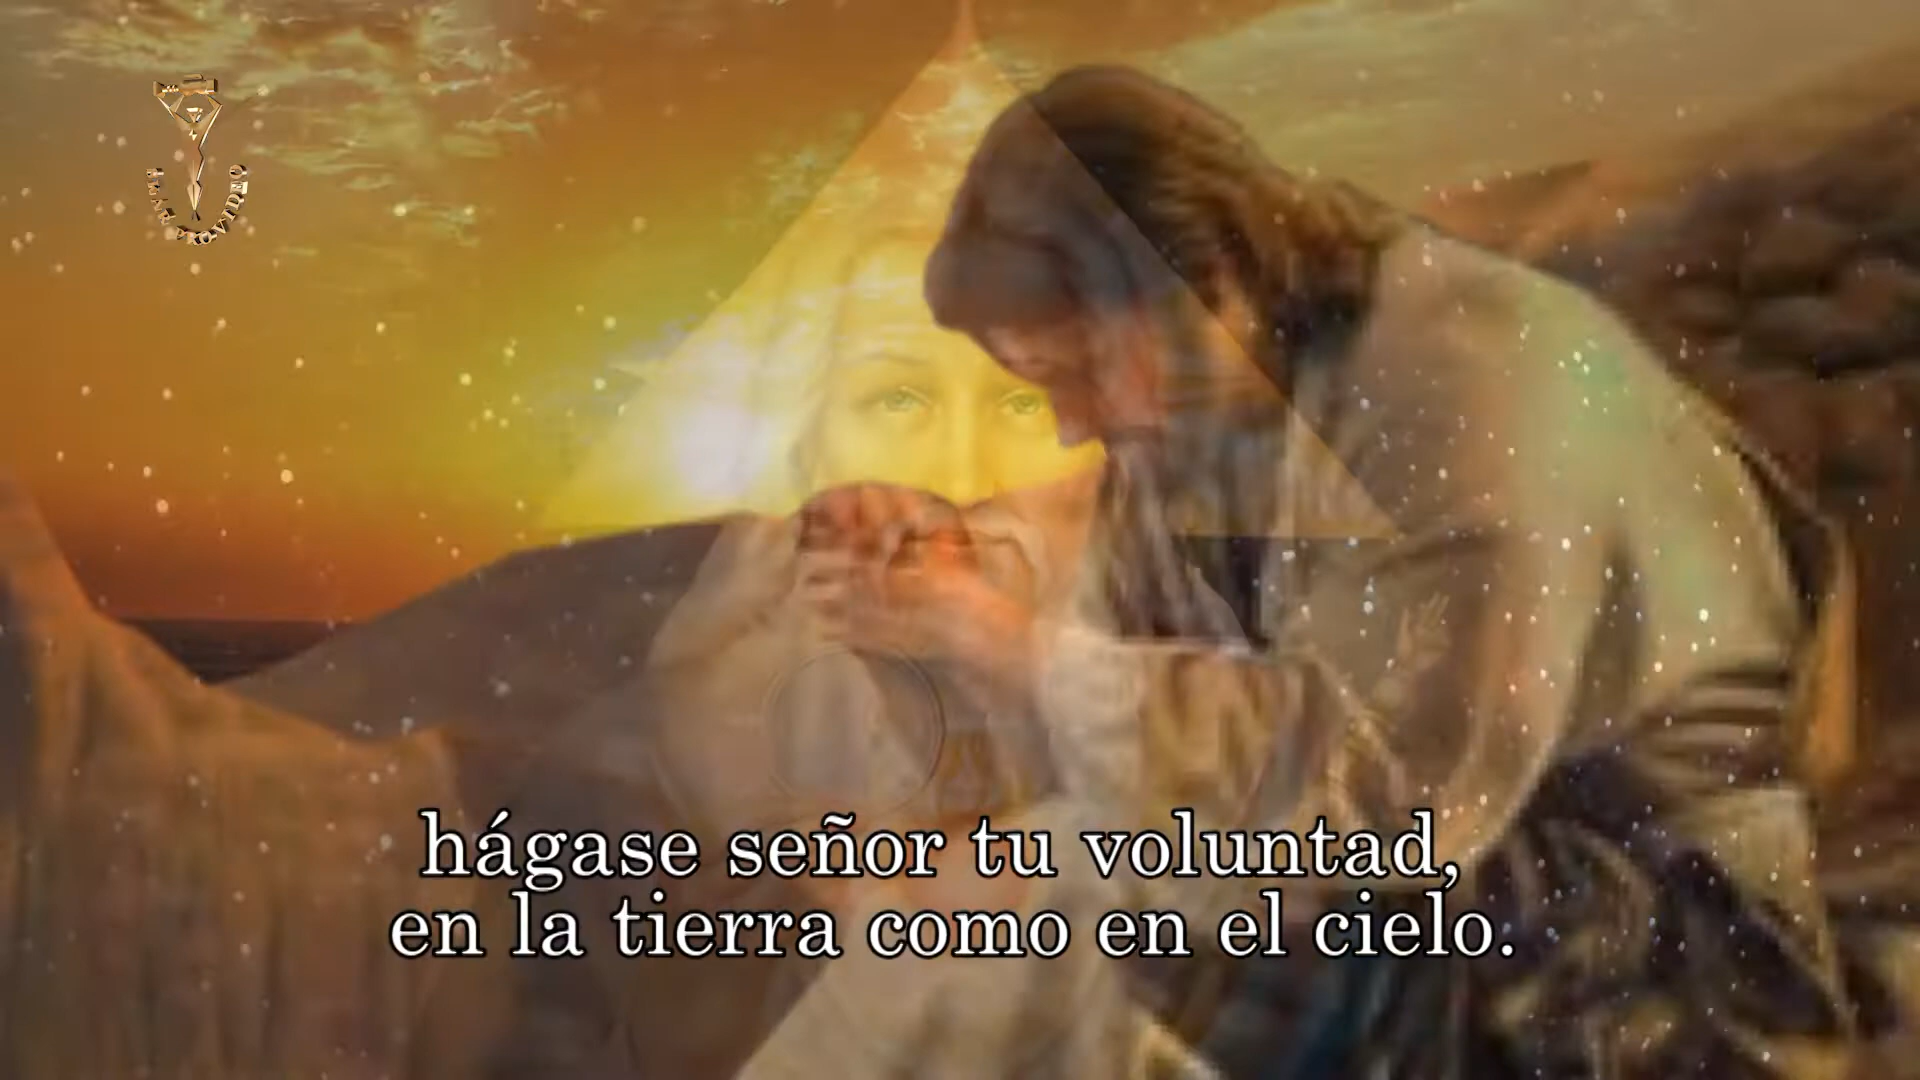 hágase señor tu voluntad,
en la tierra como en el cielo.